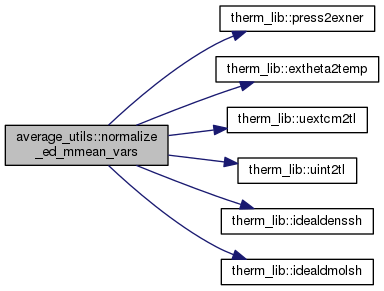 therm_lib::press2exner
therm_lib::extheta2temp
average_utils::normalize
_ed_mmean_vars
therm_lib::uextcm2tl
therm_lib::uint2tl
therm_lib::idealdenssh
therm_lib::idealdmolsh